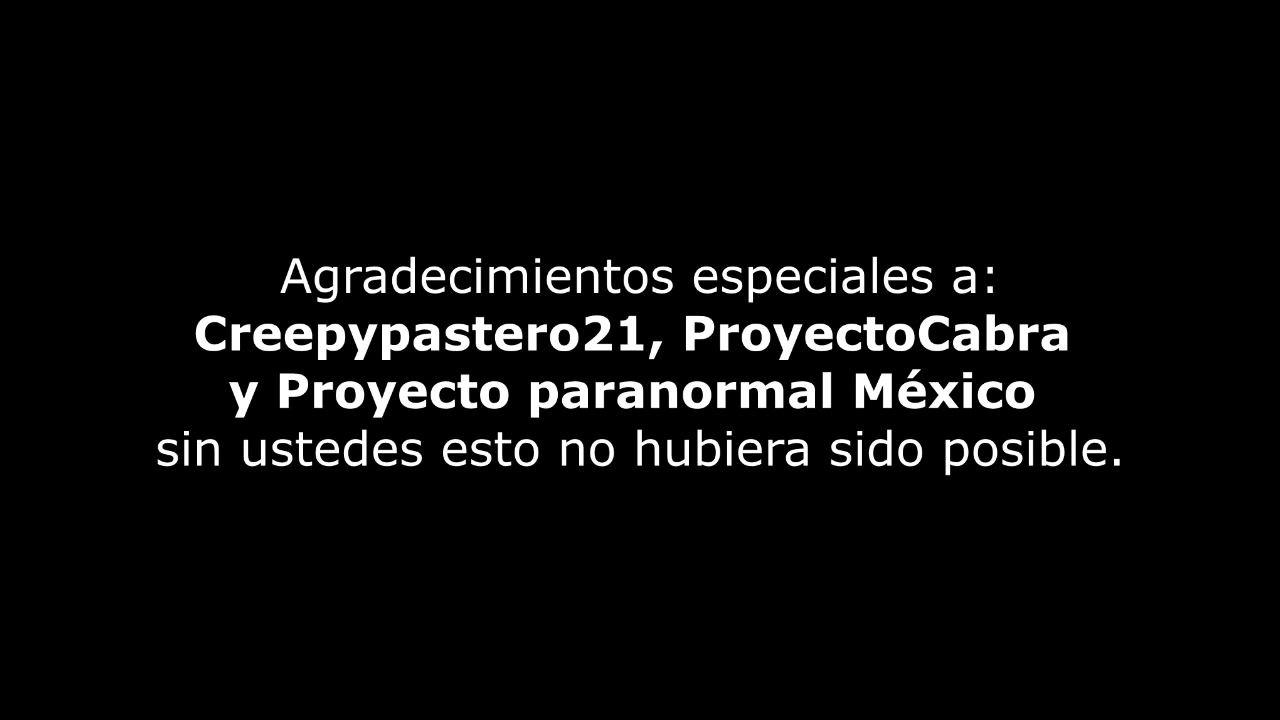 Agradecimientos especiales a:
Creepypastero21, ProyectoCabra
y Proyecto paranormal México
sin ustedes esto no hubiera sido posible.